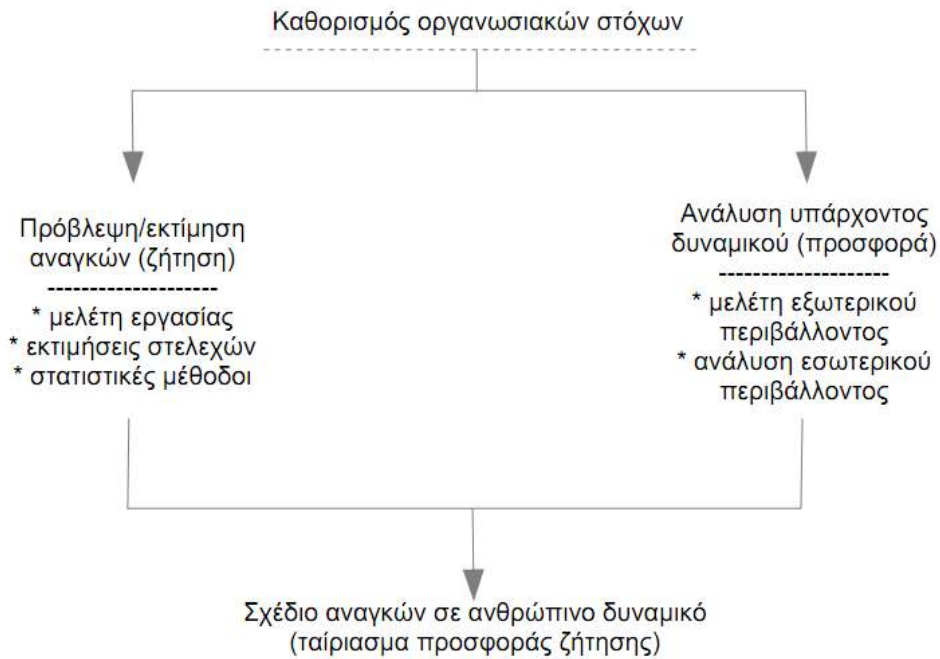 Καθορισμός οργανωσιακών στόχων
Πρόβλεψη/εκτίμηση
αναγκών (ζήτηση)
--------------------
* μελέτη εργασίας
* εκτιμήσεις στελεχών
* στατιστικές μέθοδοι
Ανάλυση υπάρχοντος
δυναμικού (προσφορά)
-------------------
* μελέτη εξωτερικού
περιβάλλοντος
* ανάλυση εσωτερικού
περιβάλλοντος
Σχέδιο αναγκών σε ανθρώπινο δυναμικό
(ταίριασμα προσφοράς ζήτησης)